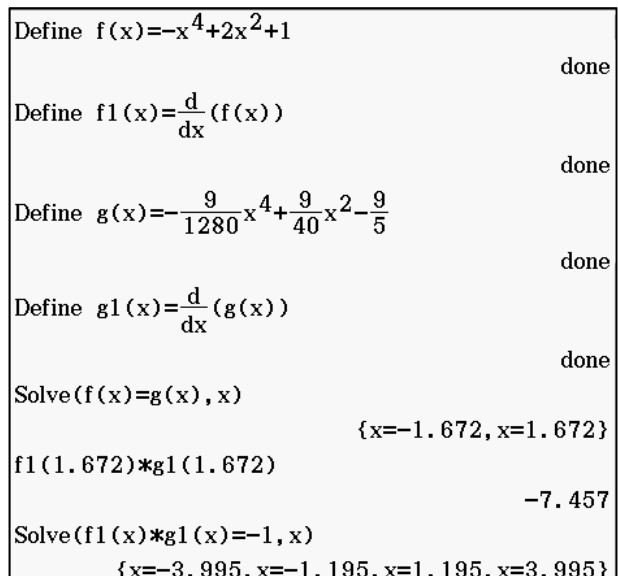 Define f(x)=-x^4+2x^2+1
done
Define f1(x)=d/dx(f(x))
done
Define g(x)=-9/1280x^4+9/40x^2-9/5
done
Define g1(x)=d/dx(g(x))
done
Solve(f(x)=g(x),x)
{x=-1.672,x=1.672}
f1(1.672)*g1(1.672)
-7.457
Solve(f1(x)*g1(x)=-1,x)
{x=-3.995,x=-1.195,x=1.195,x=3.995}